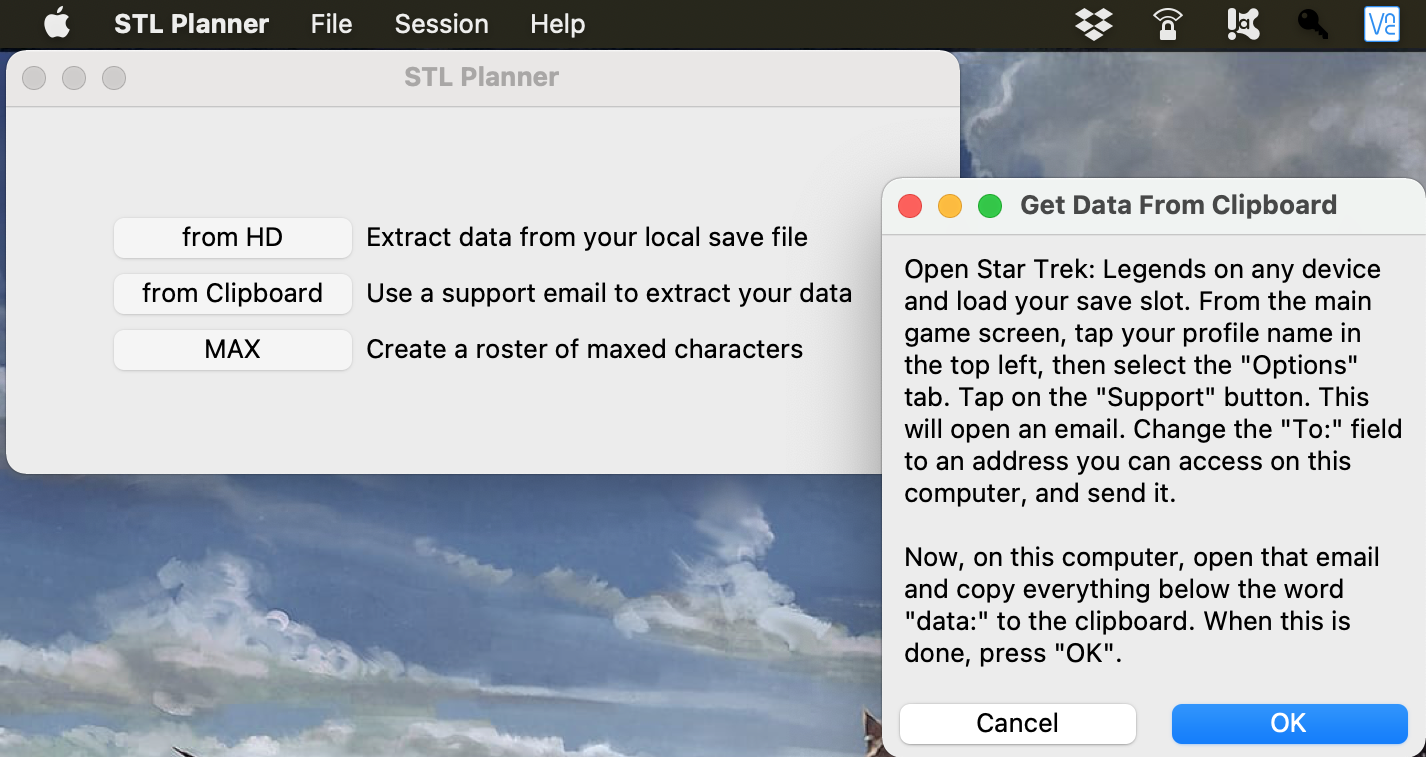 STL Planner File Session Help
STL Planner
from HD Extract data from your local save file
from Clipboard Use a support email to extract your data
MAX Create a roster of maxed characters
Get Data From Clipboard
Open Star Trek: Legends on any device
and load your save slot. From the main
game screen, tap your profile name in
the top left, then select the "Options"
tab. Tap on the "Support" button. This
will open an email. Change the "To:" field
to an address you can access on this
computer, and send it.
Now, on this computer, open that email
and copy everything below the word
"data:" to the clipboard. When this is
done, press "OK".
Cancel OK